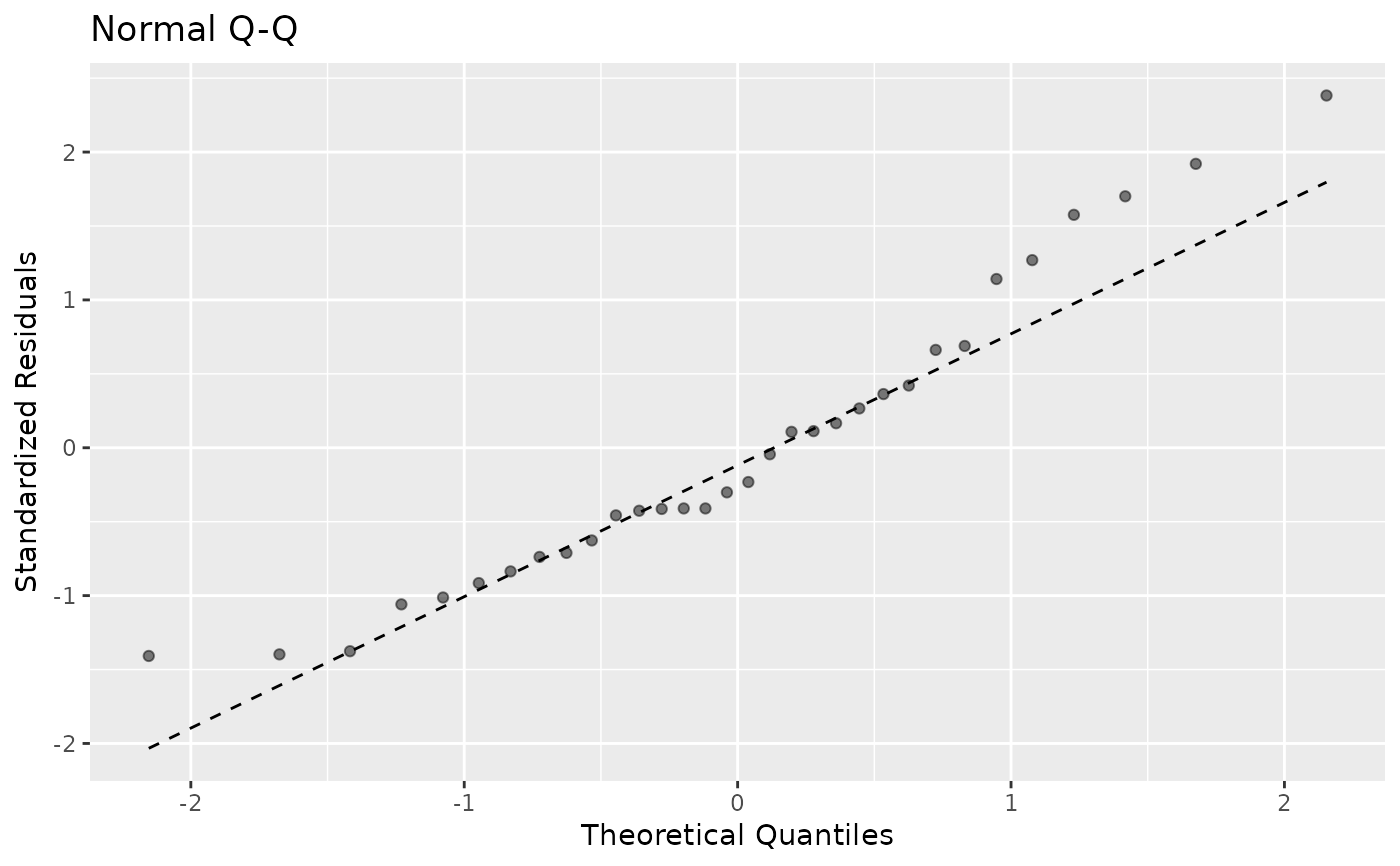 Normal Q-Q
Standardized Residuals
2
1
0
-1
-2
-2 -1 0 1 2
Theoretical Quantiles